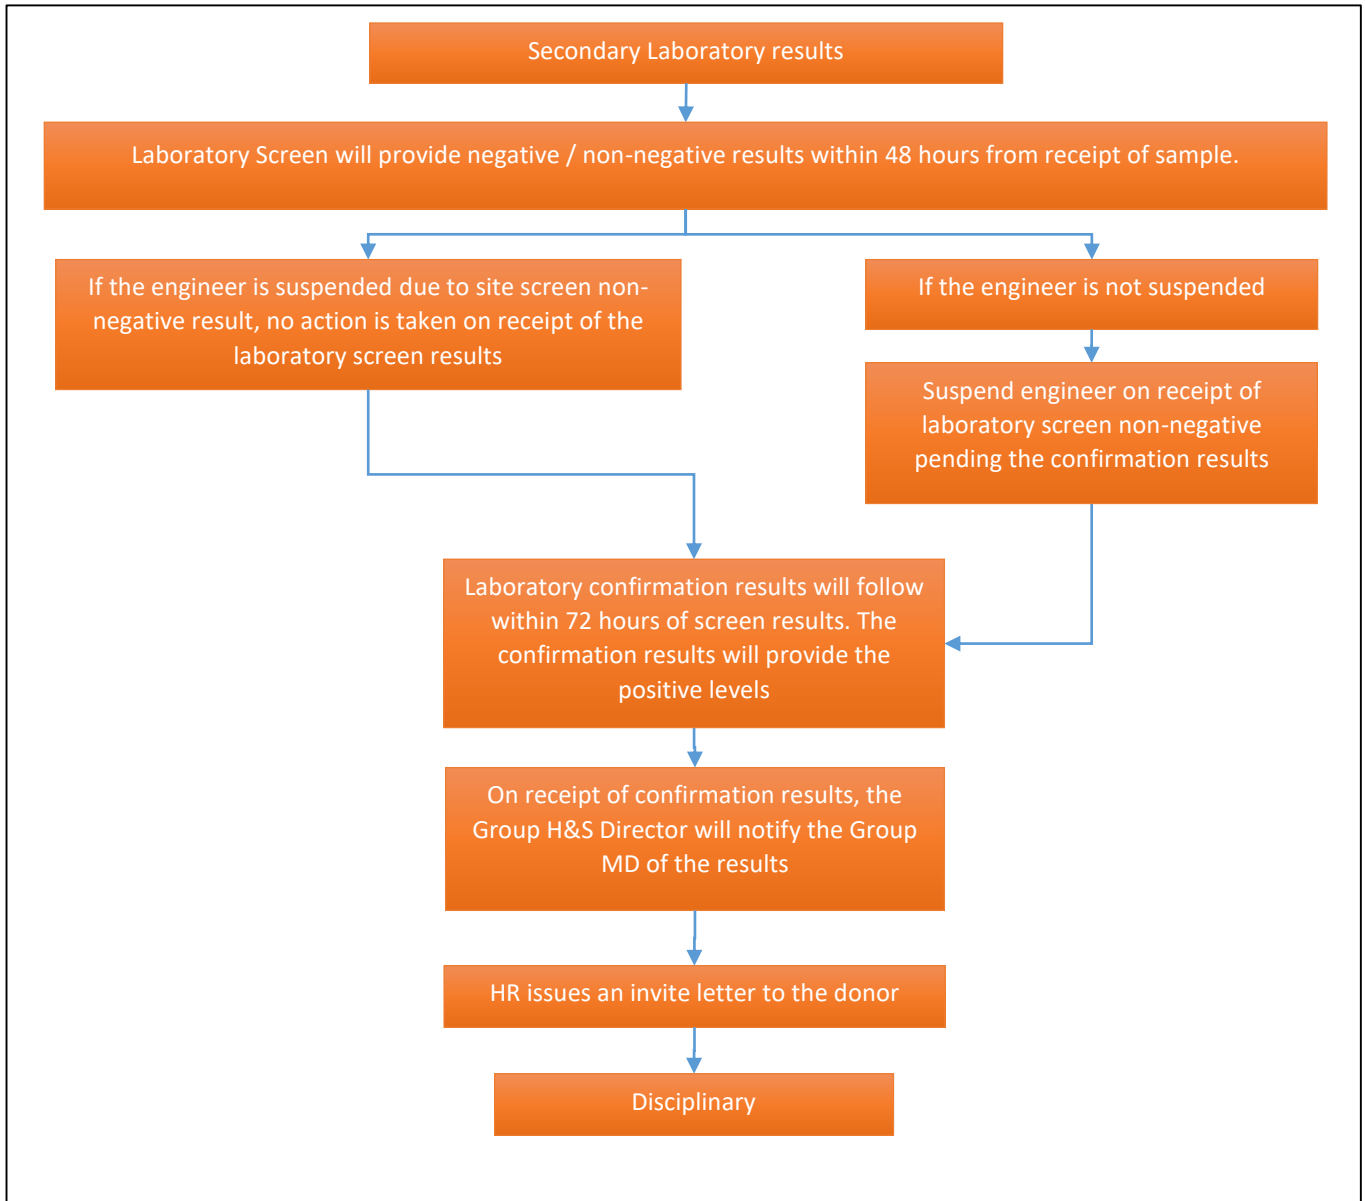 Secondary Laboratory results
Laboratory Screen will provide negative / non-negative results within 48 hours from receipt of sample.
If the engineer is suspended due to site screen non-
negative result, no action is taken on receipt of the
laboratory screen results
If the engineer is not suspended
Suspend engineer on receipt of
laboratory screen non-negative
pending the confirmation results
Laboratory confirmation results will follow
within 72 hours of screen results. The
confirmation results will provide the
positive levels
On receipt of confirmation results, the
Group H&S Director will notify the Group
MD of the results
HR issues an invite letter to the donor
Disciplinary